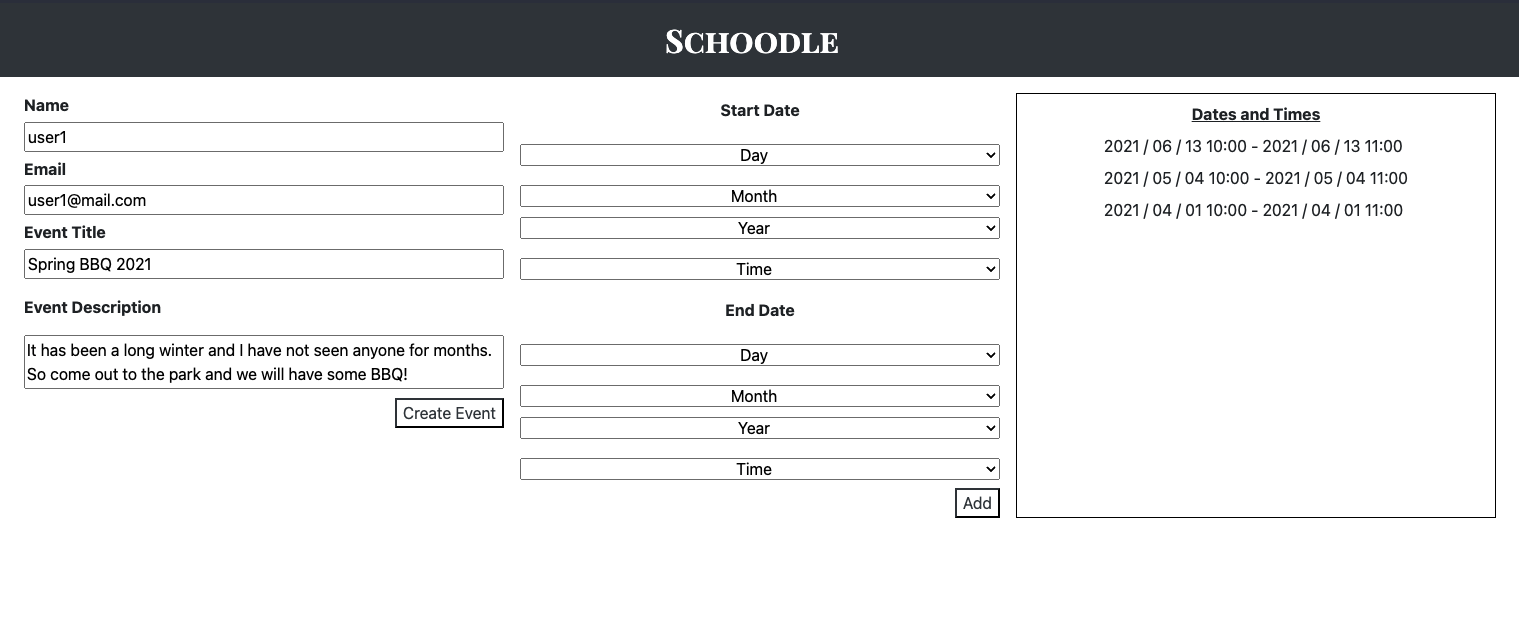 SCHOODLE
Name
user1
Email
user1@mail.com
Event Title
Spring BBQ 2021
Event Description
It has been a long winter and I have not seen anyone for months.
So come out to the park and we will have some BBQ!
Create Event
Start Date
Day
Month
Year
Time
End Date
Day
Month
Year
Time
Add
Dates and Times
2021 / 06 / 13 10:00 - 2021 / 06 / 13 11:00
2021 / 05 / 04 10:00 - 2021 / 05 / 04 11:00
2021 / 04 / 01 10:00 - 2021 / 04 / 01 11:00